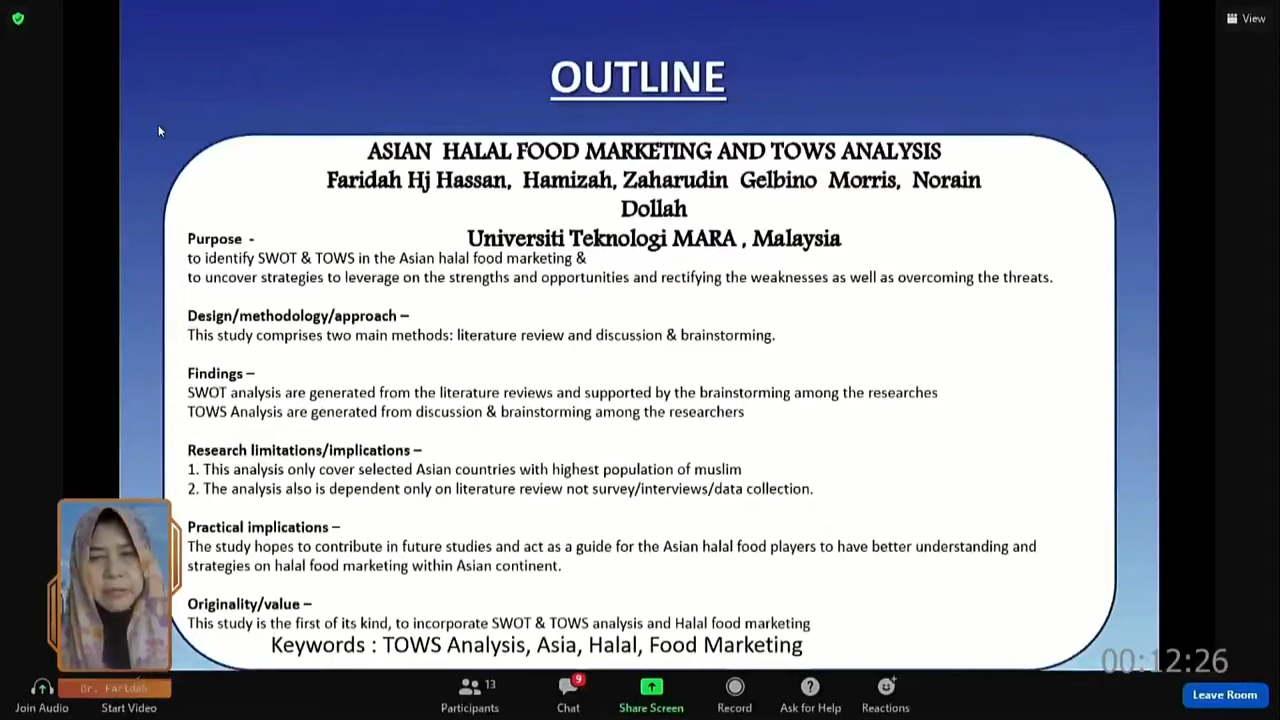 View
OUTLINE
ASIAN HALAL FOOD MARKETING AND TOWS ANALYSIS
Faridah Hj Hassan, Hamizah, Zaharudin Gelbino Morris, Norain
Dollah
Universiti Teknologi MARA , Malaysia
Purpose -
to identify SWOT & TOWS in the Asian halal food marketing &
to uncover strategies to leverage on the strengths and opportunities and rectifying the weaknesses as well as overcoming the threats.
Design/methodology/approach –
This study comprises two main methods: literature review and discussion & brainstorming.
Findings –
SWOT analysis are generated from the literature reviews and supported by the brainstorming among the researches
TOWS Analysis are generated from discussion & brainstorming among the researchers
Research limitations/implications –
1. This analysis only cover selected Asian countries with highest population of muslim
2. The analysis also is dependent only on literature review not survey/interviews/data collection.
Practical implications –
The study hopes to contribute in future studies and act as a guide for the Asian halal food players to have better understanding and
strategies on halal food marketing within Asian continent.
Originality/value –
This study is the first of its kind, to incorporate SWOT & TOWS analysis and Halal food marketing
Keywords : TOWS Analysis, Asia, Halal, Food Marketing
00:12:26
Dr. Faridah
13
9
Join Audio
Start Video
Participants
Chat
Share Screen
Record
Ask for Help
Reactions
Leave Room